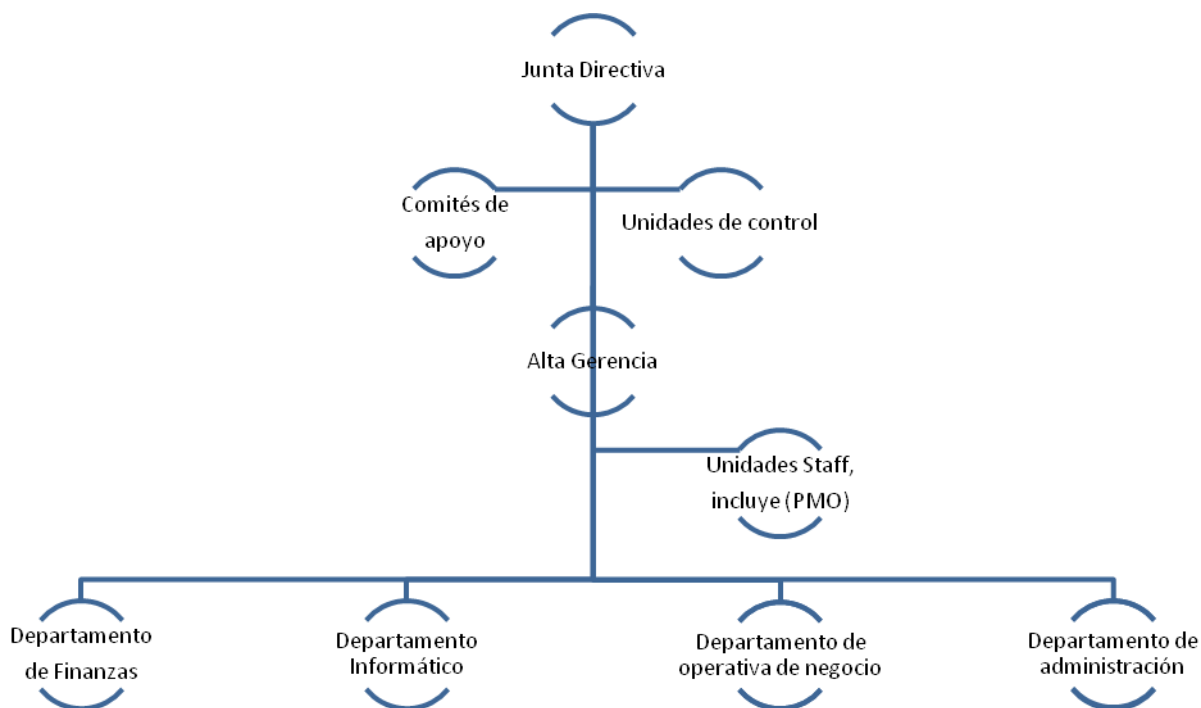 Junta Directiva
Comités de
apoyo
Unidades de control
Alta Gerencia
Unidades Staff,
incluye (PMO)
Departamento
de Finanzas
Departamento
Informático
Departamento de
operativa de negocio
Departamento de
administración